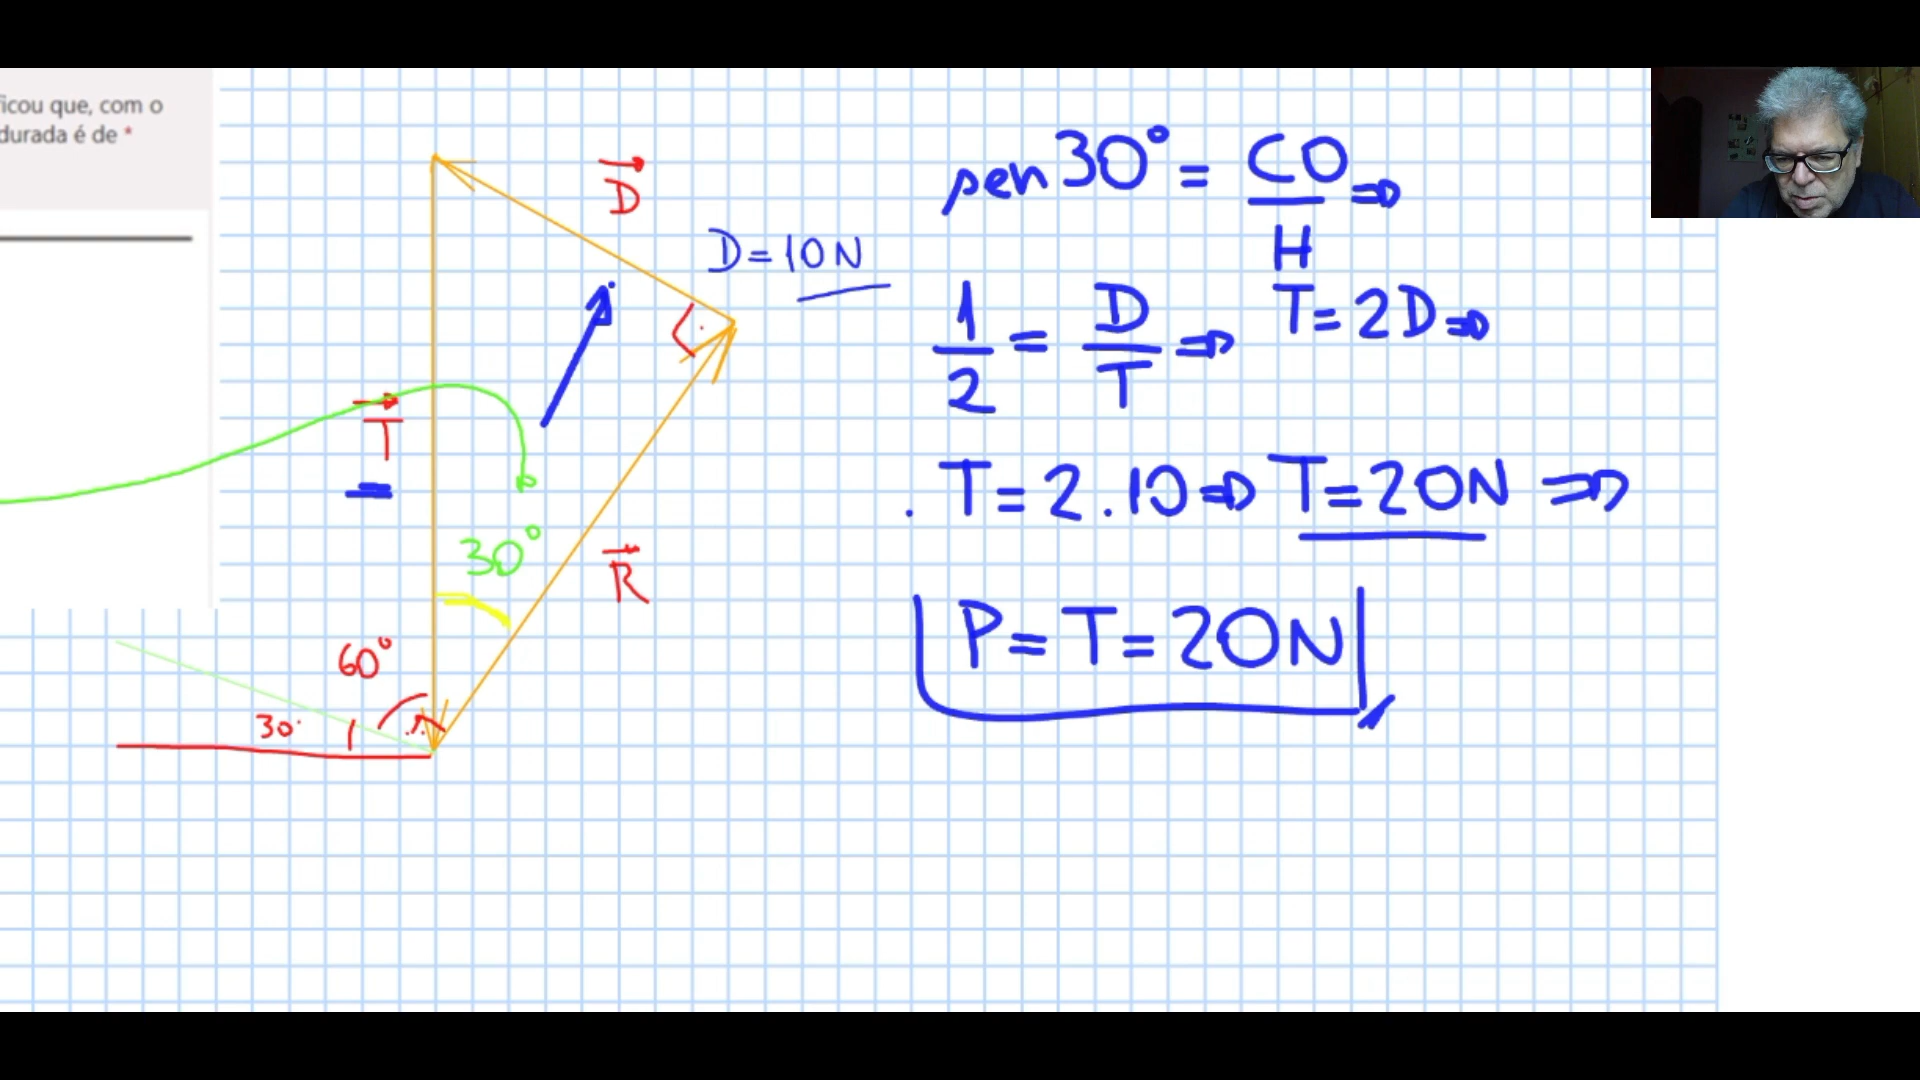 ficou que, com o
durada é de *
D
D = 10N
T
30°
R
60°
30°
sen 30° = CO/H ⇒
1/2 = D/T ⇒ T = 2D ⇒
T = 2.10 ⇒ T = 20N ⇒
P = T = 20N